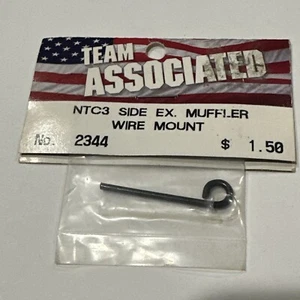 TEAM
ASSOCIATED
NTC3 SIDE EX. MUFFLER
WIRE MOUNT
No. 2344 $ 1.50